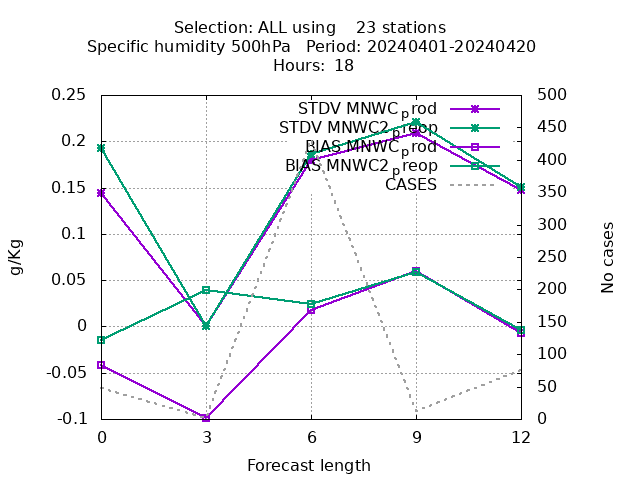 Selection: ALL using    23 stations
Specific humidity 500hPa   Period: 20240401-20240420
Hours: 18
0.25
0.2
0.15
0.1
0.05
0
-0.05
-0.1
g/Kg
STDV MNWC_prod
STDV MNWC2_preop
BIAS MNWC_prod
BIAS MNWC2_preop
CASES
500
450
400
350
300
250
200
150
100
50
0
No cases
0 3 6 9 12
Forecast length